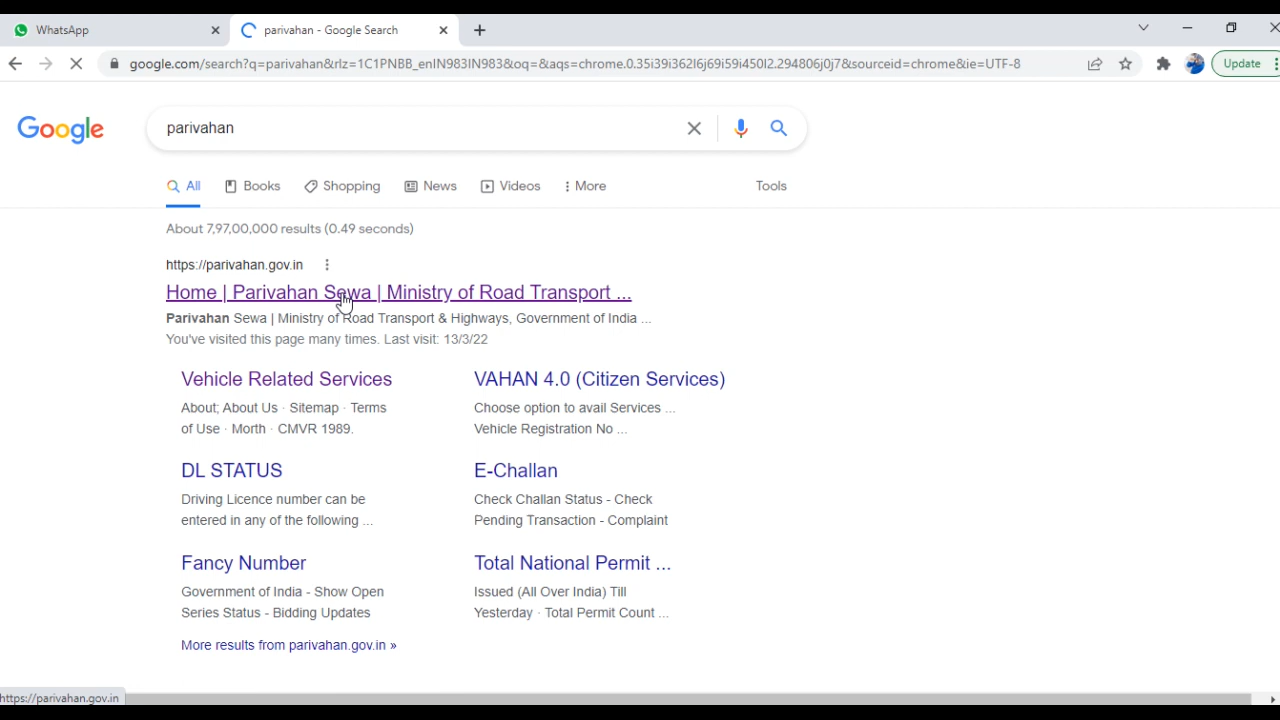 WhatsApp
parivahan - Google Search
google.com/search?q=parivahan&rlz=1C1PNBB_enIN983IN983&oq=&aqs=chrome.0.35i39i362l6j69i59i450l2.294806j0j7&sourceid=chrome&ie=UTF-8
Update
Google
parivahan
All Books Shopping News Videos More Tools
About 7,97,00,000 results (0.49 seconds)
https://parivahan.gov.in
Home | Parivahan Sewa | Ministry of Road Transport ...
Parivahan Sewa | Ministry of Road Transport & Highways, Government of India ...
You've visited this page many times. Last visit: 13/3/22
Vehicle Related Services
About; About Us · Sitemap · Terms
of Use · Morth · CMVR 1989.
VAHAN 4.0 (Citizen Services)
Choose option to avail Services ...
Vehicle Registration No ...
DL STATUS
Driving Licence number can be
entered in any of the following ...
E-Challan
Check Challan Status - Check
Pending Transaction - Complaint
Fancy Number
Government of India - Show Open
Series Status - Bidding Updates
Total National Permit ...
Issued (All Over India) Till
Yesterday · Total Permit Count ...
More results from parivahan.gov.in »
https://parivahan.gov.in